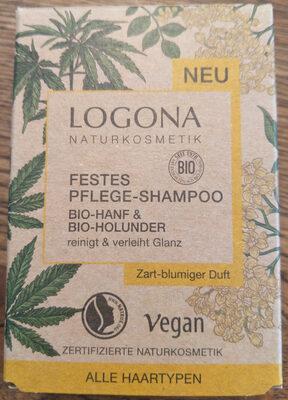 NEU
LOGONA
NATURKOSMETIK
FESTES
PFLEGE-SHAMPOO
BIO
BIO-HANF &
BIO-HOLUNDER
reinigt & verleiht Glanz
Zart-blumiger Duft
Vegan
ZERTIFIZIERTE NATURKOSMETIK
ALLE HAARTYPEN